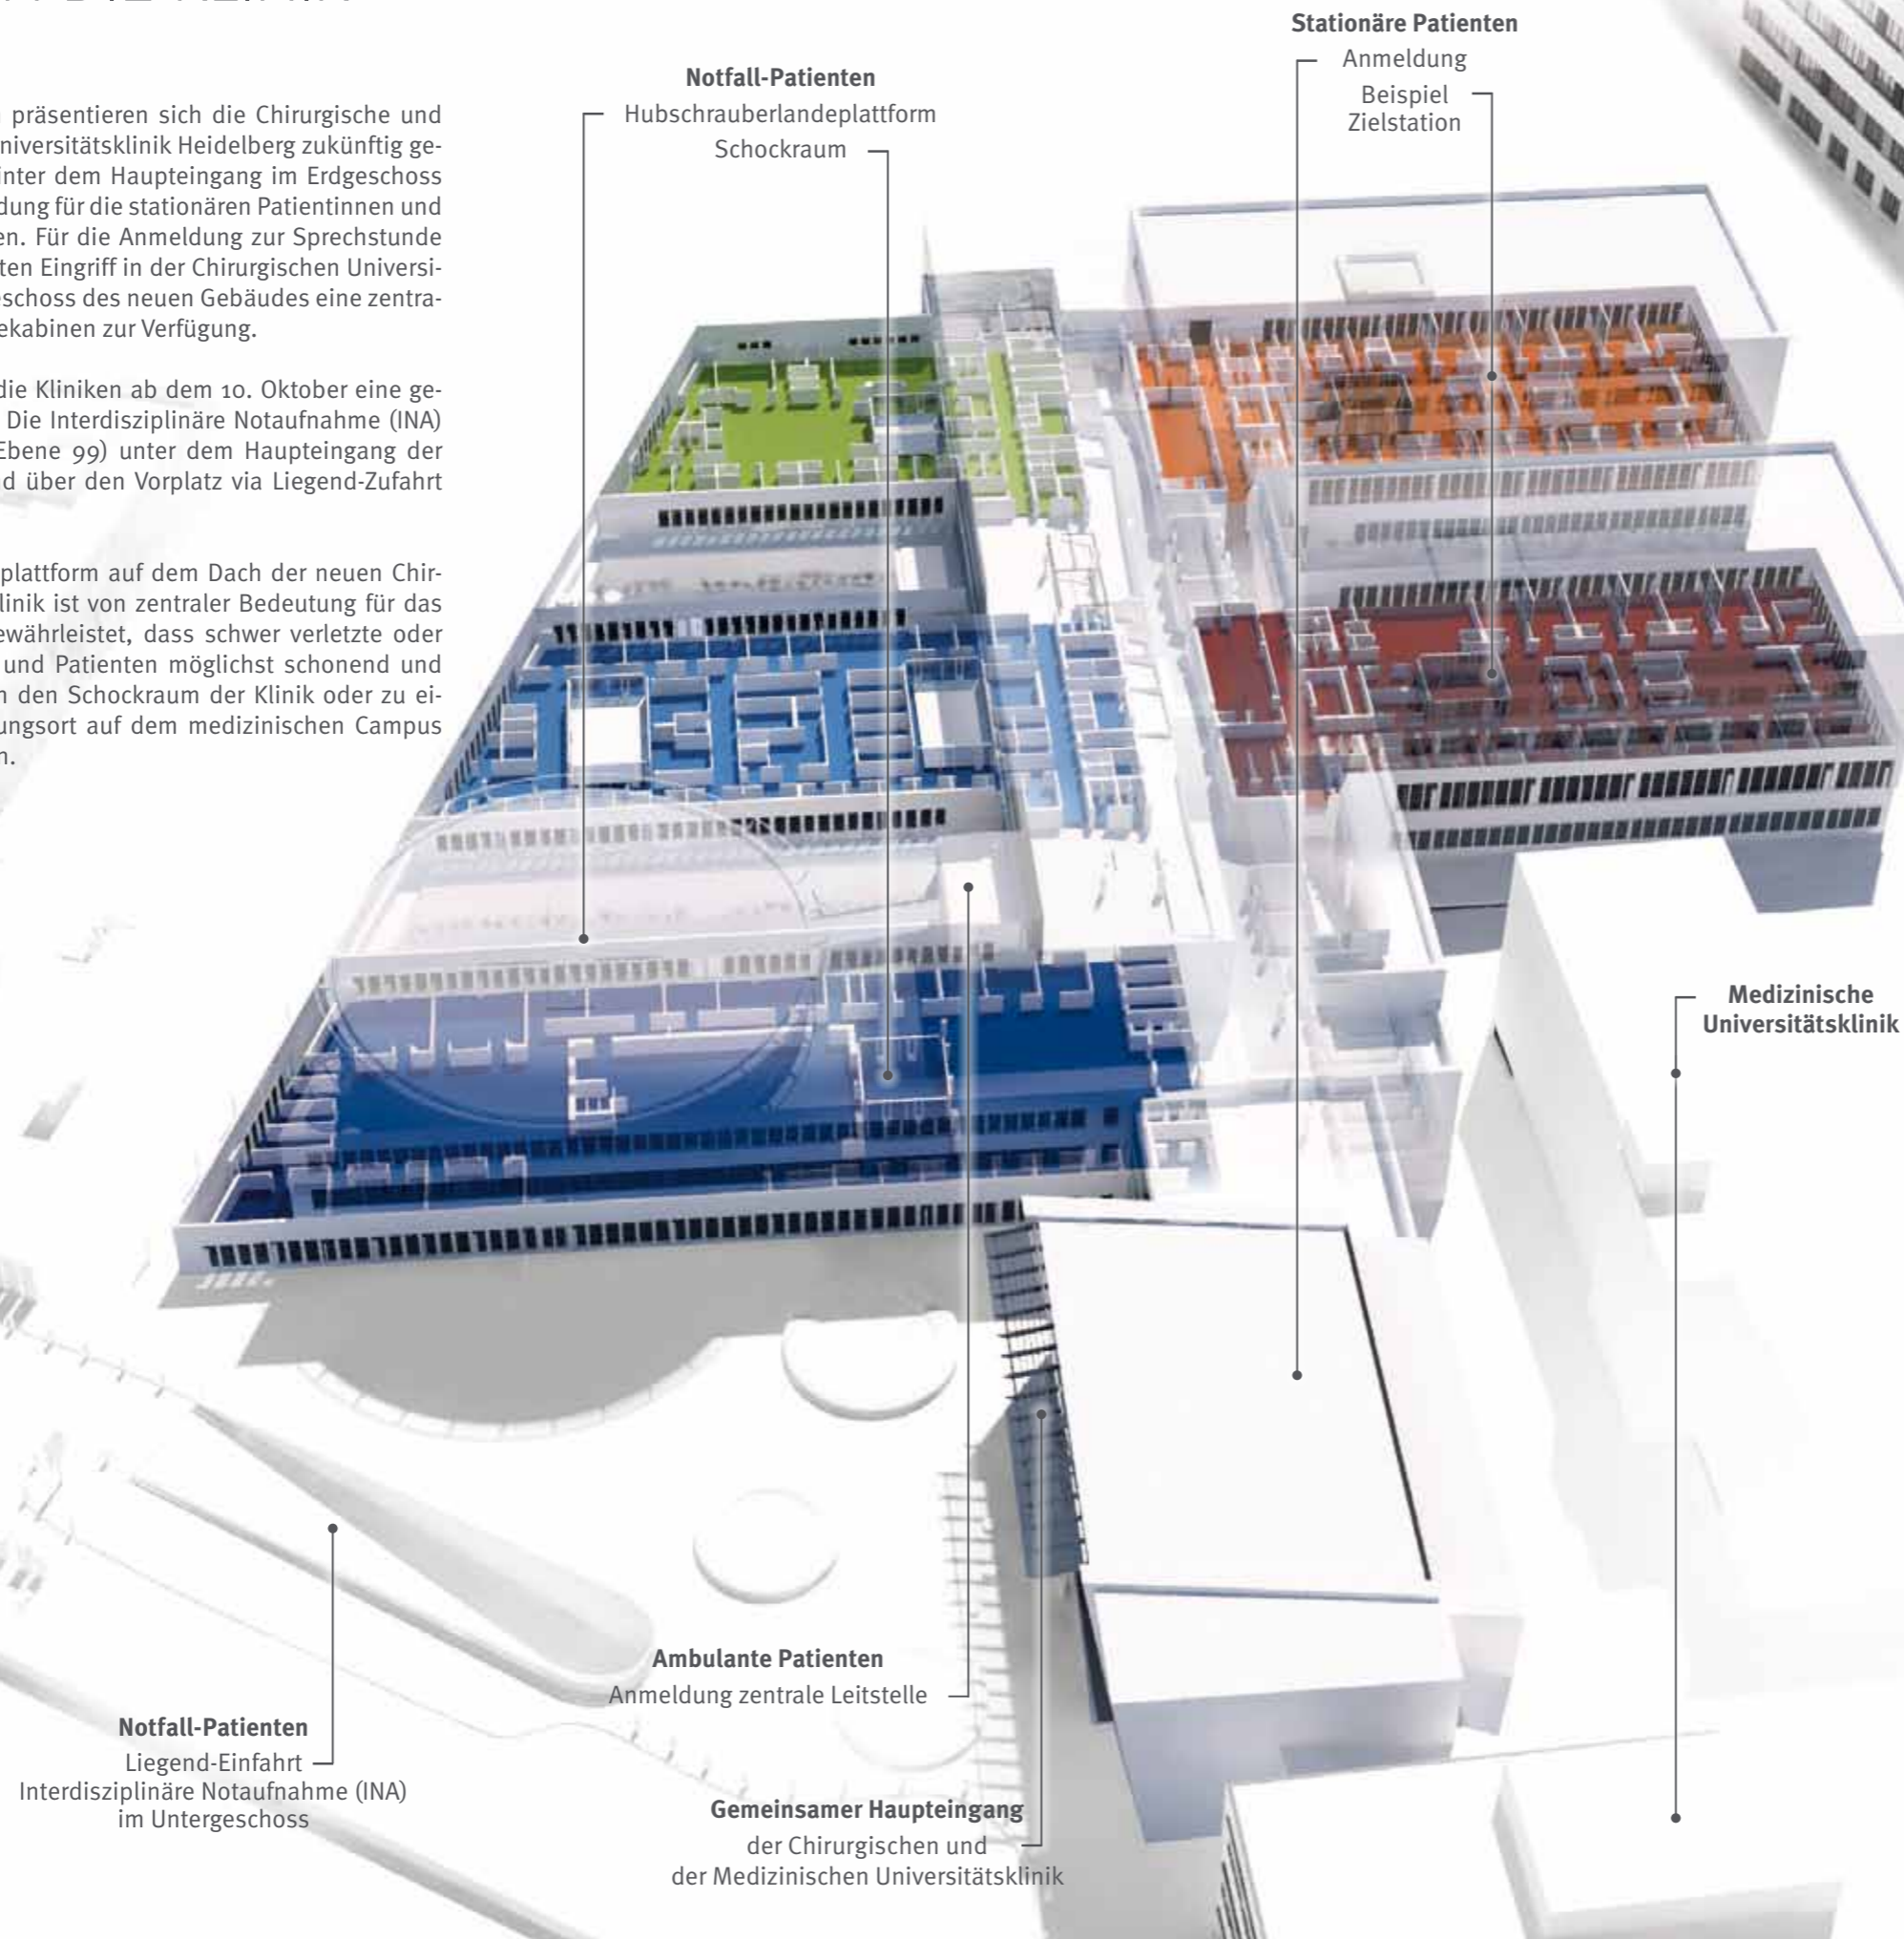 präsentieren sich die Chirurgische und
niversitätsklinik Heidelberg zukünftig ge-
inter dem Haupteingang im Erdgeschoss
dung für die stationären Patientinnen und
en. Für die Anmeldung zur Sprechstunde
ten Eingriff in der Chirurgischen Universi-
eschoss des neuen Gebäudes eine zentra-
ekabinen zur Verfügung.
die Kliniken ab dem 10. Oktober eine ge-
Die Interdisziplinäre Notaufnahme (INA)
Ebene 99) unter dem Haupteingang der
d über den Vorplatz via Liegend-Zufahrt
plattform auf dem Dach der neuen Chir-
linik ist von zentraler Bedeutung für das
ewährleistet, dass schwer verletzte oder
und Patienten möglichst schonend und
n den Schockraum der Klinik oder zu ei-
ungsort auf dem medizinischen Campus
n.
Notfall-Patienten
Hubschrauberlandeplattform
Schockraum
Stationäre Patienten
Anmeldung
Beispiel
Zielstation
Medizinische
Universitätsklinik
Ambulante Patienten
Anmeldung zentrale Leitstelle
Notfall-Patienten
Liegend-Einfahrt
Interdisziplinäre Notaufnahme (INA)
im Untergeschoss
Gemeinsamer Haupteingang
der Chirurgischen und
der Medizinischen Universitätsklinik